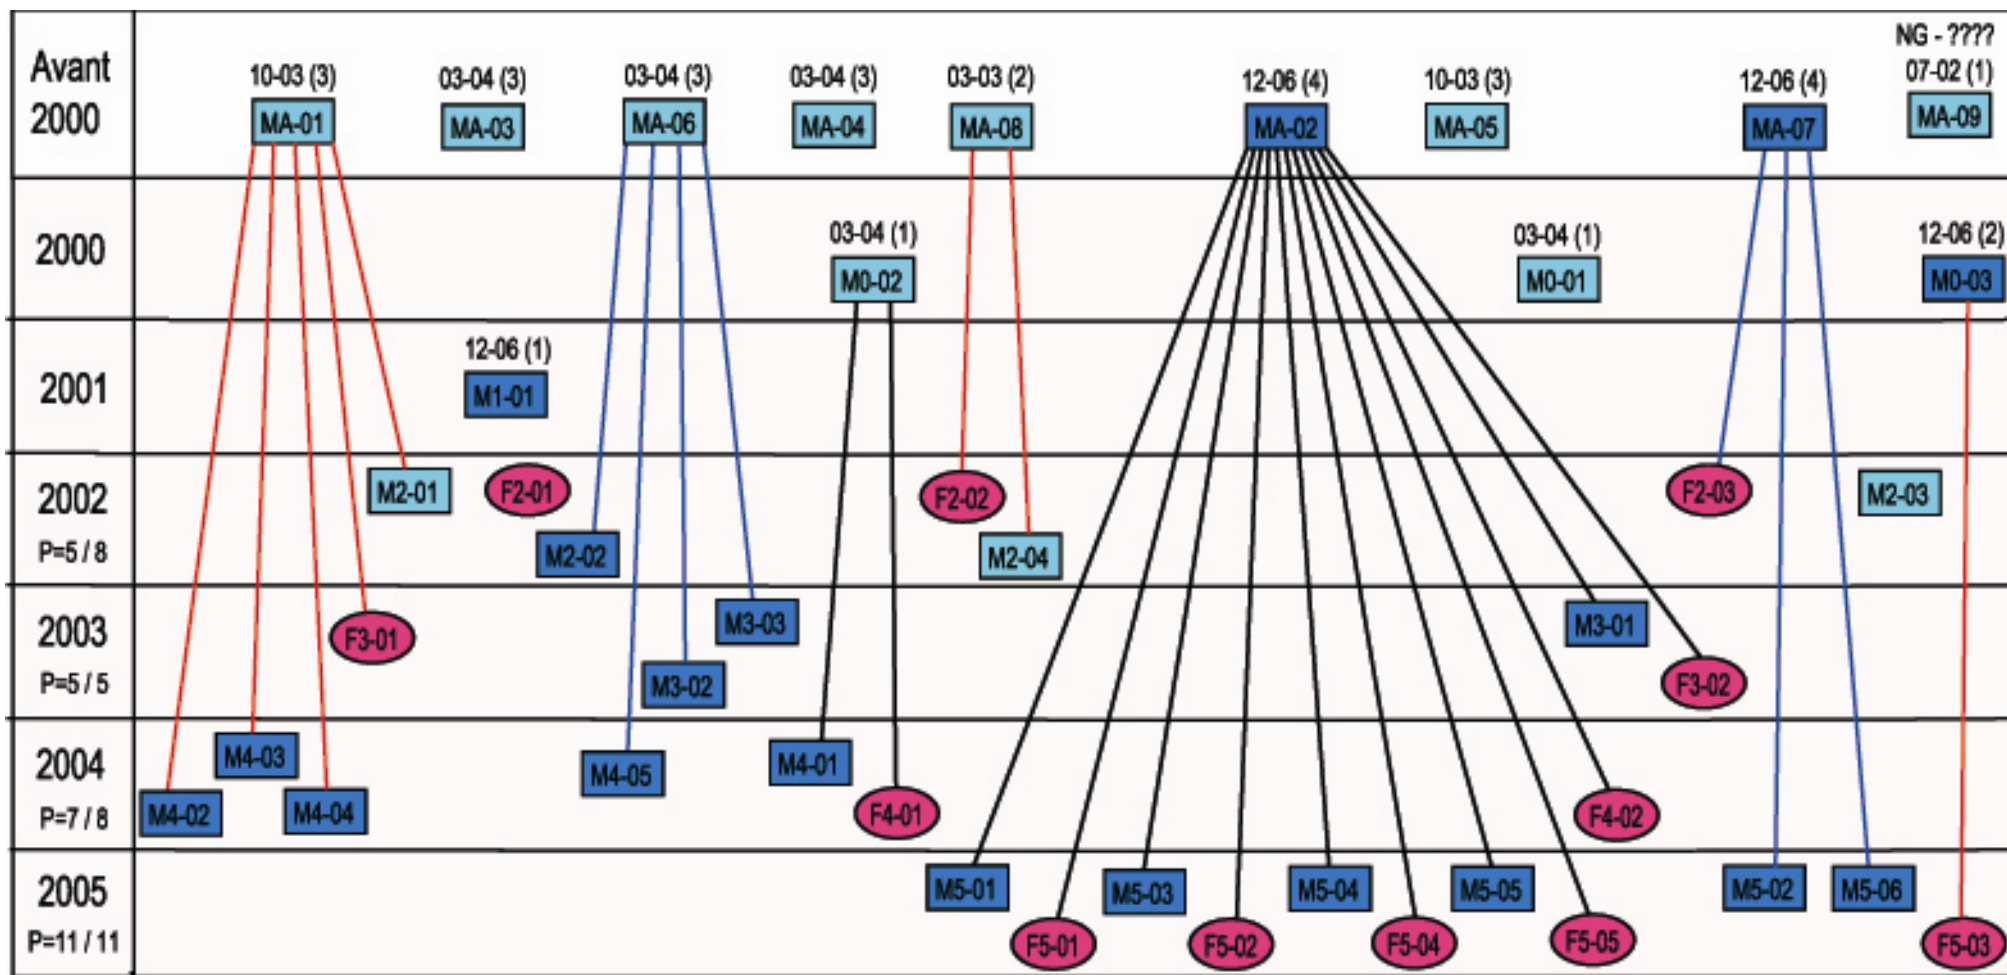 NG - ????
Avant
2000
10-03 (3)
03-04 (3)
03-04 (3)
03-04 (3)
03-03 (2)
12-06 (4)
10-03 (3)
12-06 (4)
07-02 (1)
MA-01
MA-03
MA-06
MA-04
MA-08
MA-02
MA-05
MA-07
MA-09
2000
03-04 (1)
03-04 (1)
12-06 (2)
M0-02
M0-01
M0-03
2001
12-06 (1)
M1-01
2002
P=5 / 8
M2-01
F2-01
F2-02
F2-03
M2-03
M2-02
M2-04
2003
P=5 / 5
F3-01
M3-03
M3-01
M3-02
F3-02
2004
P=7 / 8
M4-03
M4-05
M4-01
M4-02
M4-04
F4-01
F4-02
2005
P=11 / 11
M5-01
M5-03
M5-04
M5-05
M5-02
M5-06
F5-01
F5-02
F5-04
F5-05
F5-03